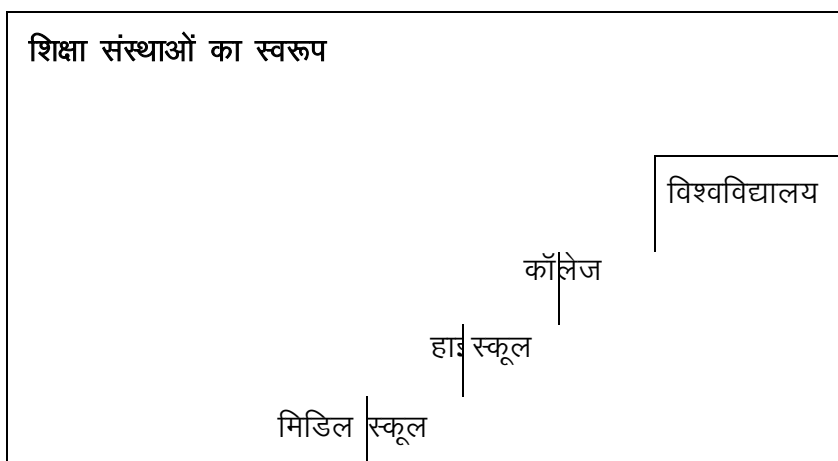 शिक्षा संस्थाओं का स्वरूप
विश्वविद्यालय
कॉलेज
हाइ स्कूल
मिडिल स्कूल